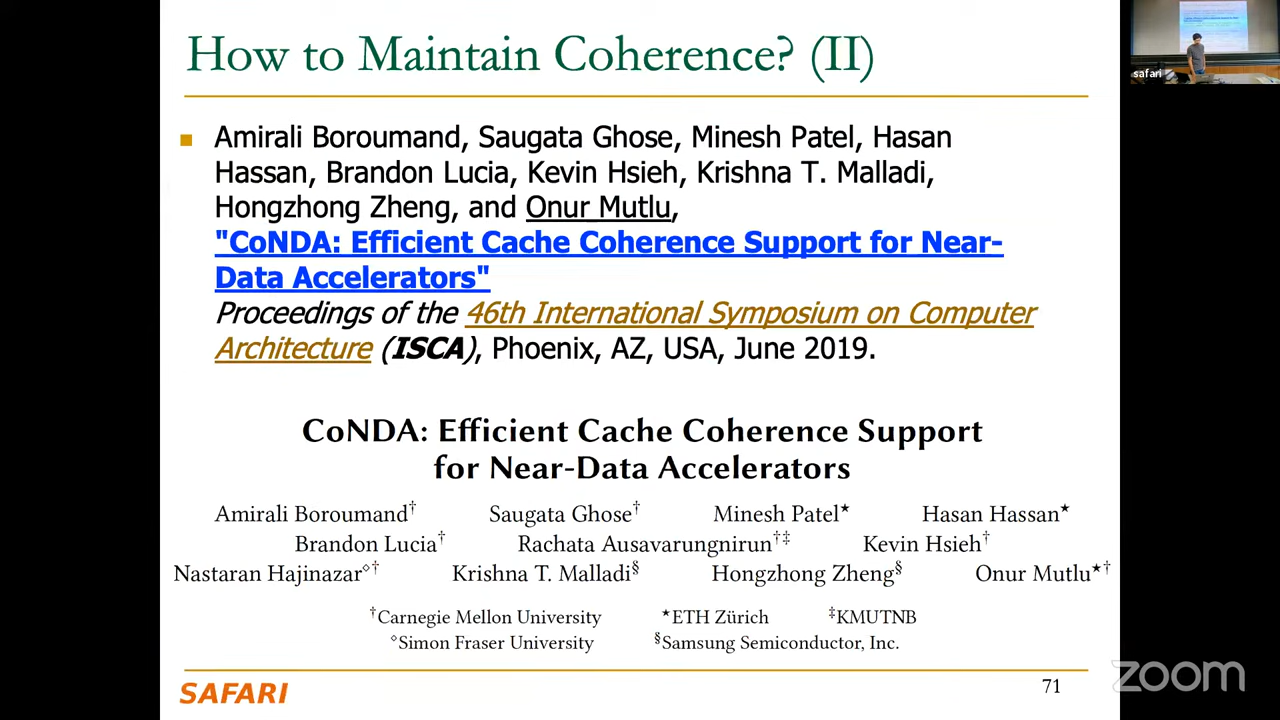 How to Maintain Coherence? (II)
Amirali Boroumand, Saugata Ghose, Minesh Patel, Hasan
Hassan, Brandon Lucia, Kevin Hsieh, Krishna T. Malladi,
Hongzhong Zheng, and Onur Mutlu,
"CoNDA: Efficient Cache Coherence Support for Near-
Data Accelerators"
Proceedings of the 46th International Symposium on Computer
Architecture (ISCA), Phoenix, AZ, USA, June 2019.
CoNDA: Efficient Cache Coherence Support
for Near-Data Accelerators
Amirali Boroumand† Saugata Ghose† Minesh Patel⋆ Hasan Hassan⋆
Brandon Lucia† Rachata Ausavarungnirun†‡ Kevin Hsieh†
Nastaran Hajinazar⋄† Krishna T. Malladi§ Hongzhong Zheng§ Onur Mutlu⋆†
†Carnegie Mellon University ⋆ETH Zürich ‡KMUTNB
⋄Simon Fraser University §Samsung Semiconductor, Inc.
SAFARI
71
safari
zoom